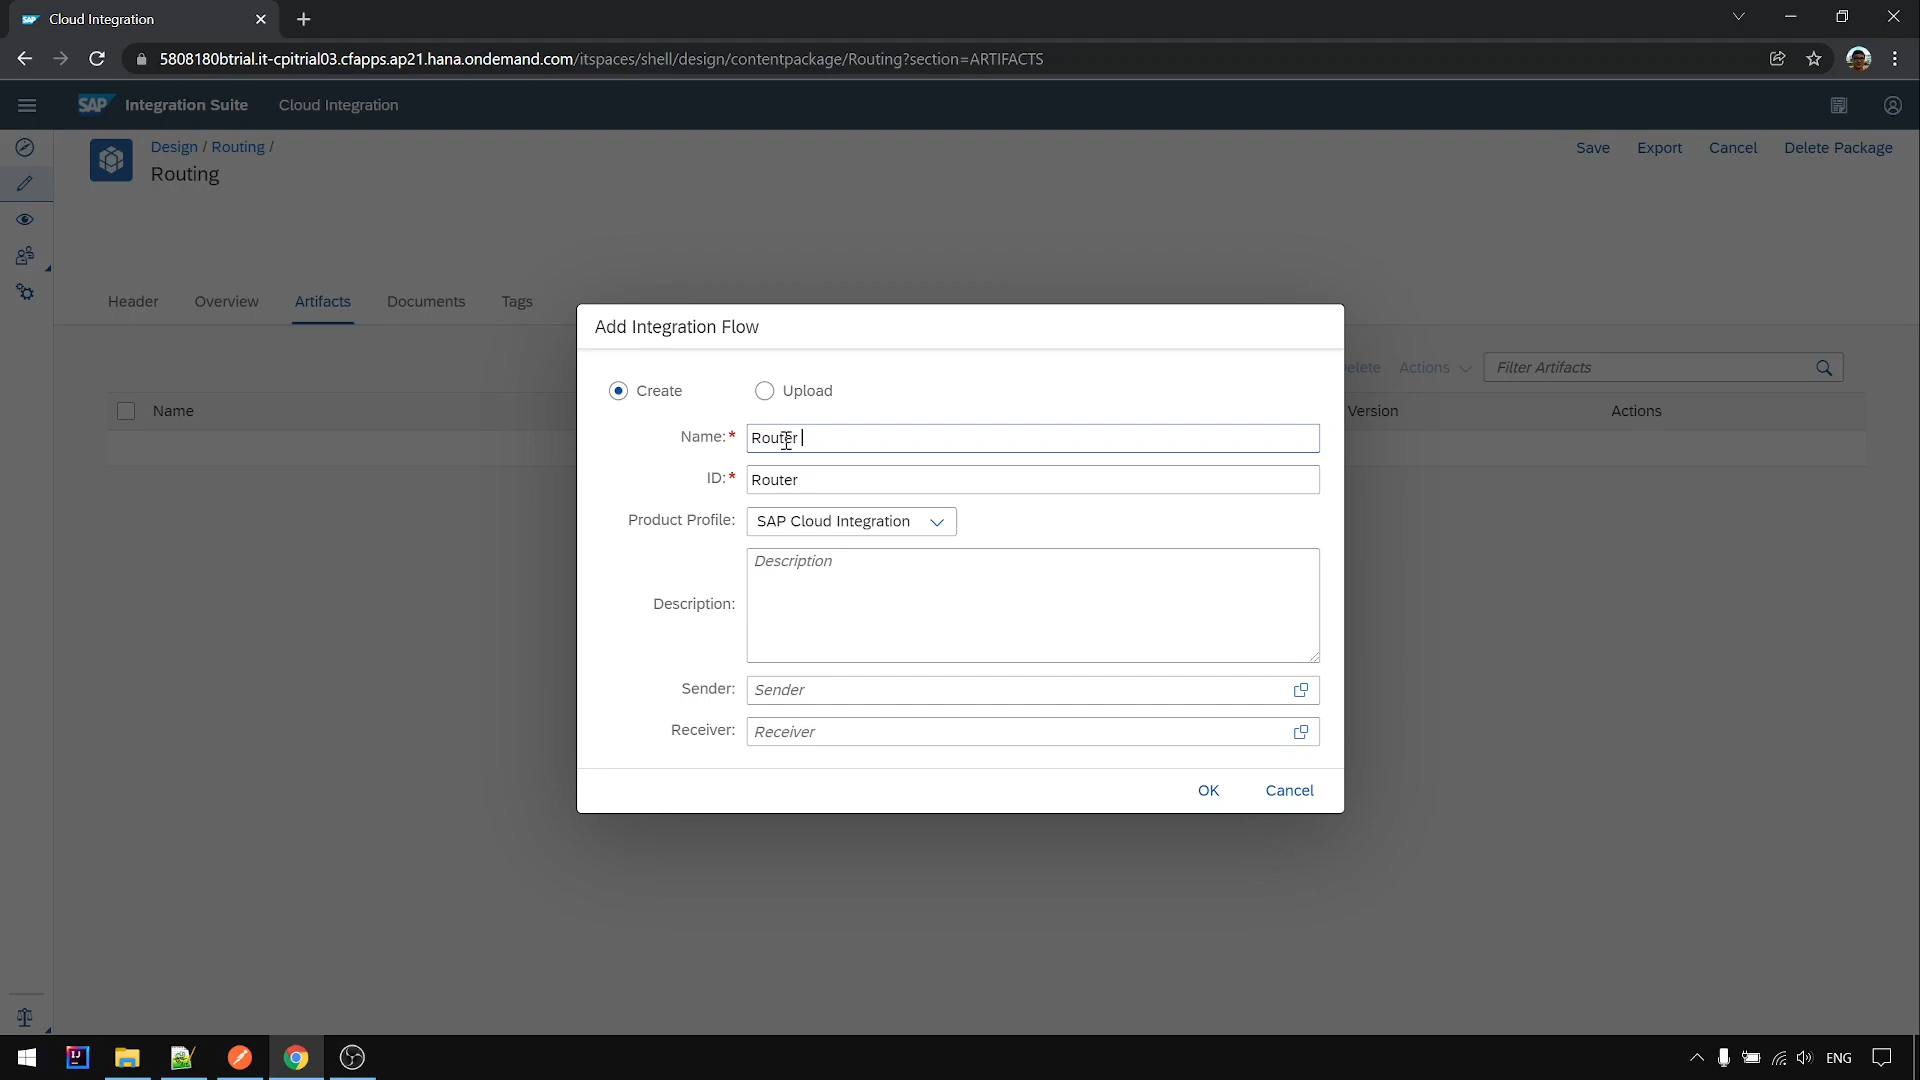 Cloud Integration
5808180btrial.it-cpitrial03.cfapps.ap21.hana.ondemand.com/itspaces/shell/design/contentpackage/Routing?section=ARTIFACTS
SAP Integration Suite Cloud Integration
Design / Routing /
Routing
Save Export Cancel Delete Package
Header Overview Artifacts Documents Tags
Add Integration Flow
elete Actions Filter Artifacts
Create Upload
Name Version Actions
Name:* Router
ID:* Router
Product Profile: SAP Cloud Integration
Description
Description:
Sender: Sender
Receiver: Receiver
OK Cancel
ENG